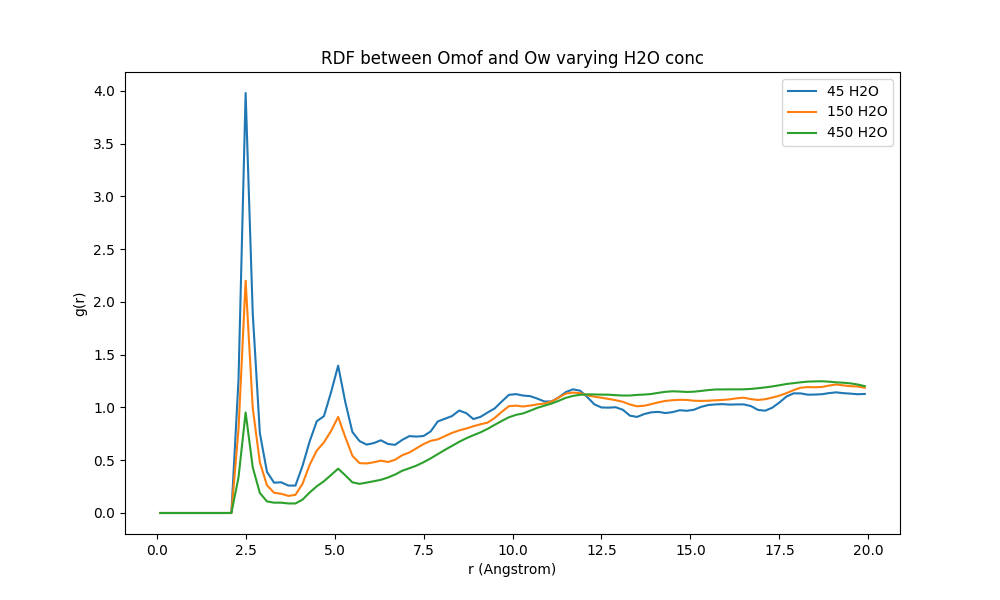 RDF between Omof and Ow varying H2O conc
45 H2O
150 H2O
450 H2O
g(r)
4.0
3.5
3.0
2.5
2.0
1.5
1.0
0.5
0.0
0.0 2.5 5.0 7.5 10.0 12.5 15.0 17.5 20.0
r (Angstrom)